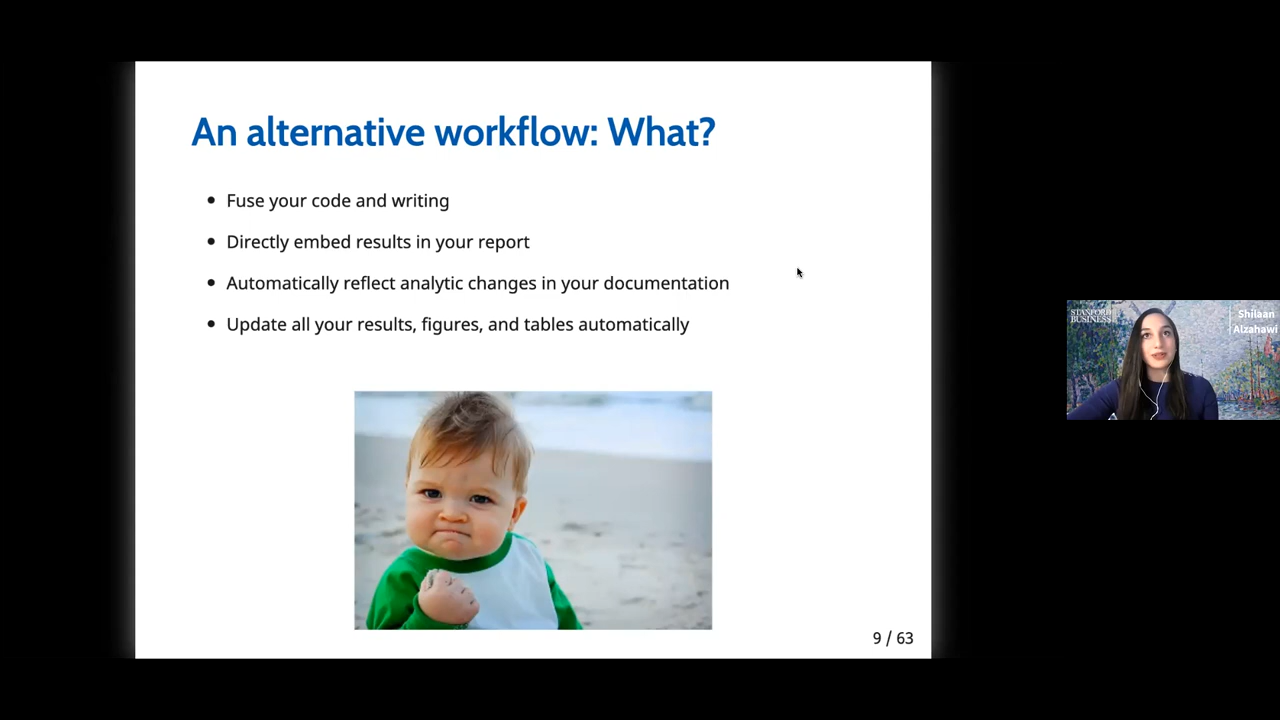 An alternative workflow: What?
Fuse your code and writing
Directly embed results in your report
Automatically reflect analytic changes in your documentation
Update all your results, figures, and tables automatically
9 / 63
STANFORD
BUSINESS
Shilaan
Alzahawi